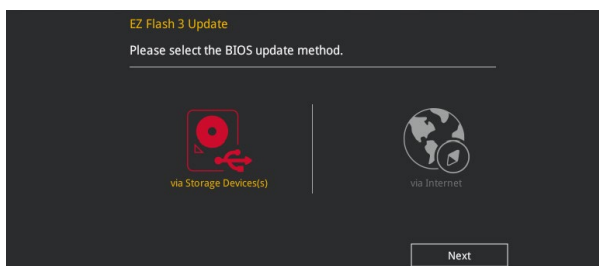 EZ Flash 3 Update
Please select the BIOS update method.
via Storage Devices(s)
via Internet
Next